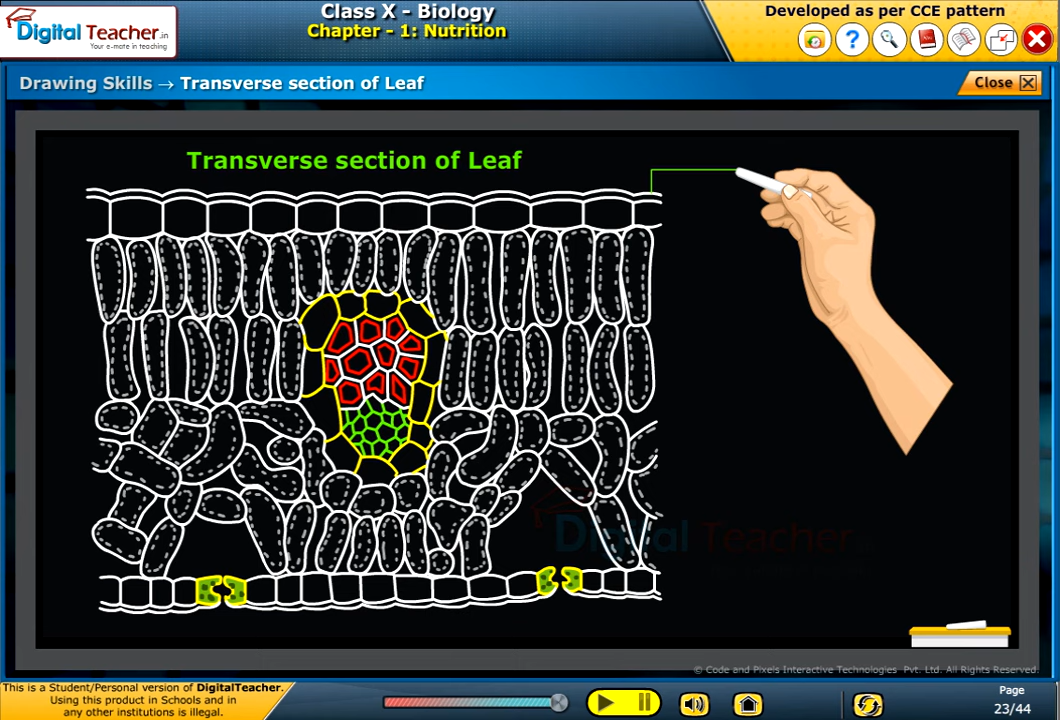 Digital Teacher.in
Your e-mate in teaching
Class X - Biology
Chapter - 1: Nutrition
Developed as per CCE pattern
Drawing Skills → Transverse section of Leaf
Close
Transverse section of Leaf
Digital Teacher
© Code and Pixels Interactive Technologies Pvt. Ltd. All Rights Reserved.
This is a Student/Personal version of DigitalTeacher.
Using this product in Schools and in
any other institutions is illegal.
Page
23/44